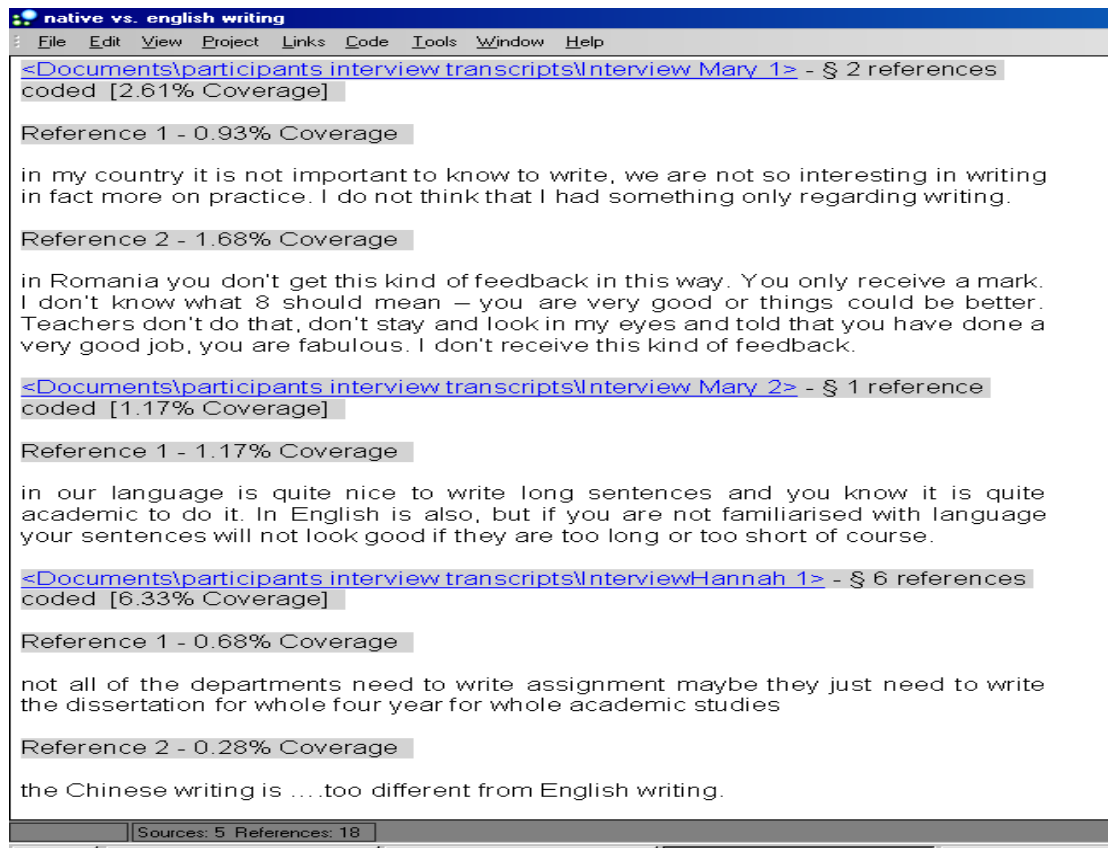 native vs. english writing
File Edit View Project Links Code Tools Window Help
<Documents\participants interview transcripts\Interview Mary 1> - § 2 references
coded [2.61% Coverage]
Reference 1 - 0.93% Coverage
in my country it is not important to know to write, we are not so interesting in writing
in fact more on practice. I do not think that I had something only regarding writing.
Reference 2 - 1.68% Coverage
in Romania you don't get this kind of feedback in this way. You only receive a mark.
I don't know what 8 should mean – you are very good or things could be better.
Teachers don't do that, don't stay and look in my eyes and told that you have done a
very good job, you are fabulous. I don't receive this kind of feedback.
<Documents\participants interview transcripts\Interview Mary 2> - § 1 reference
coded [1.17% Coverage]
Reference 1 - 1.17% Coverage
in our language is quite nice to write long sentences and you know it is quite
academic to do it. In English is also, but if you are not familiarised with language
your sentences will not look good if they are too long or too short of course.
<Documents\participants interview transcripts\InterviewHannah 1> - § 6 references
coded [6.33% Coverage]
Reference 1 - 0.68% Coverage
not all of the departments need to write assignment maybe they just need to write
the dissertation for whole four year for whole academic studies
Reference 2 - 0.28% Coverage
the Chinese writing is ....too different from English writing.
Sources: 5 References: 18